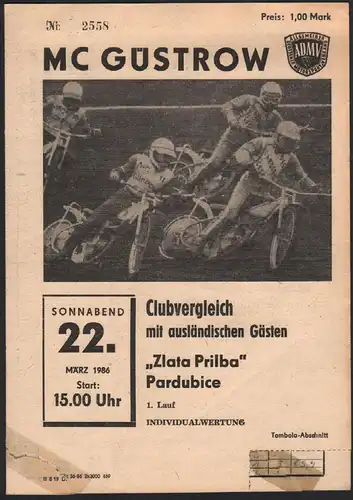 № 2558
Preis: 1,00 Mark
MC GÜSTROW
ALLGEMEINER
ADMV
SONNABEND
22.
MÄRZ 1986
Start:
15.00 Uhr
Clubvergleich
mit ausländischen Gästen
„Zlata Prilba"
Pardubice
1. Lauf
INDIVIDUALWERTUNG
Tombola-Abschnitt